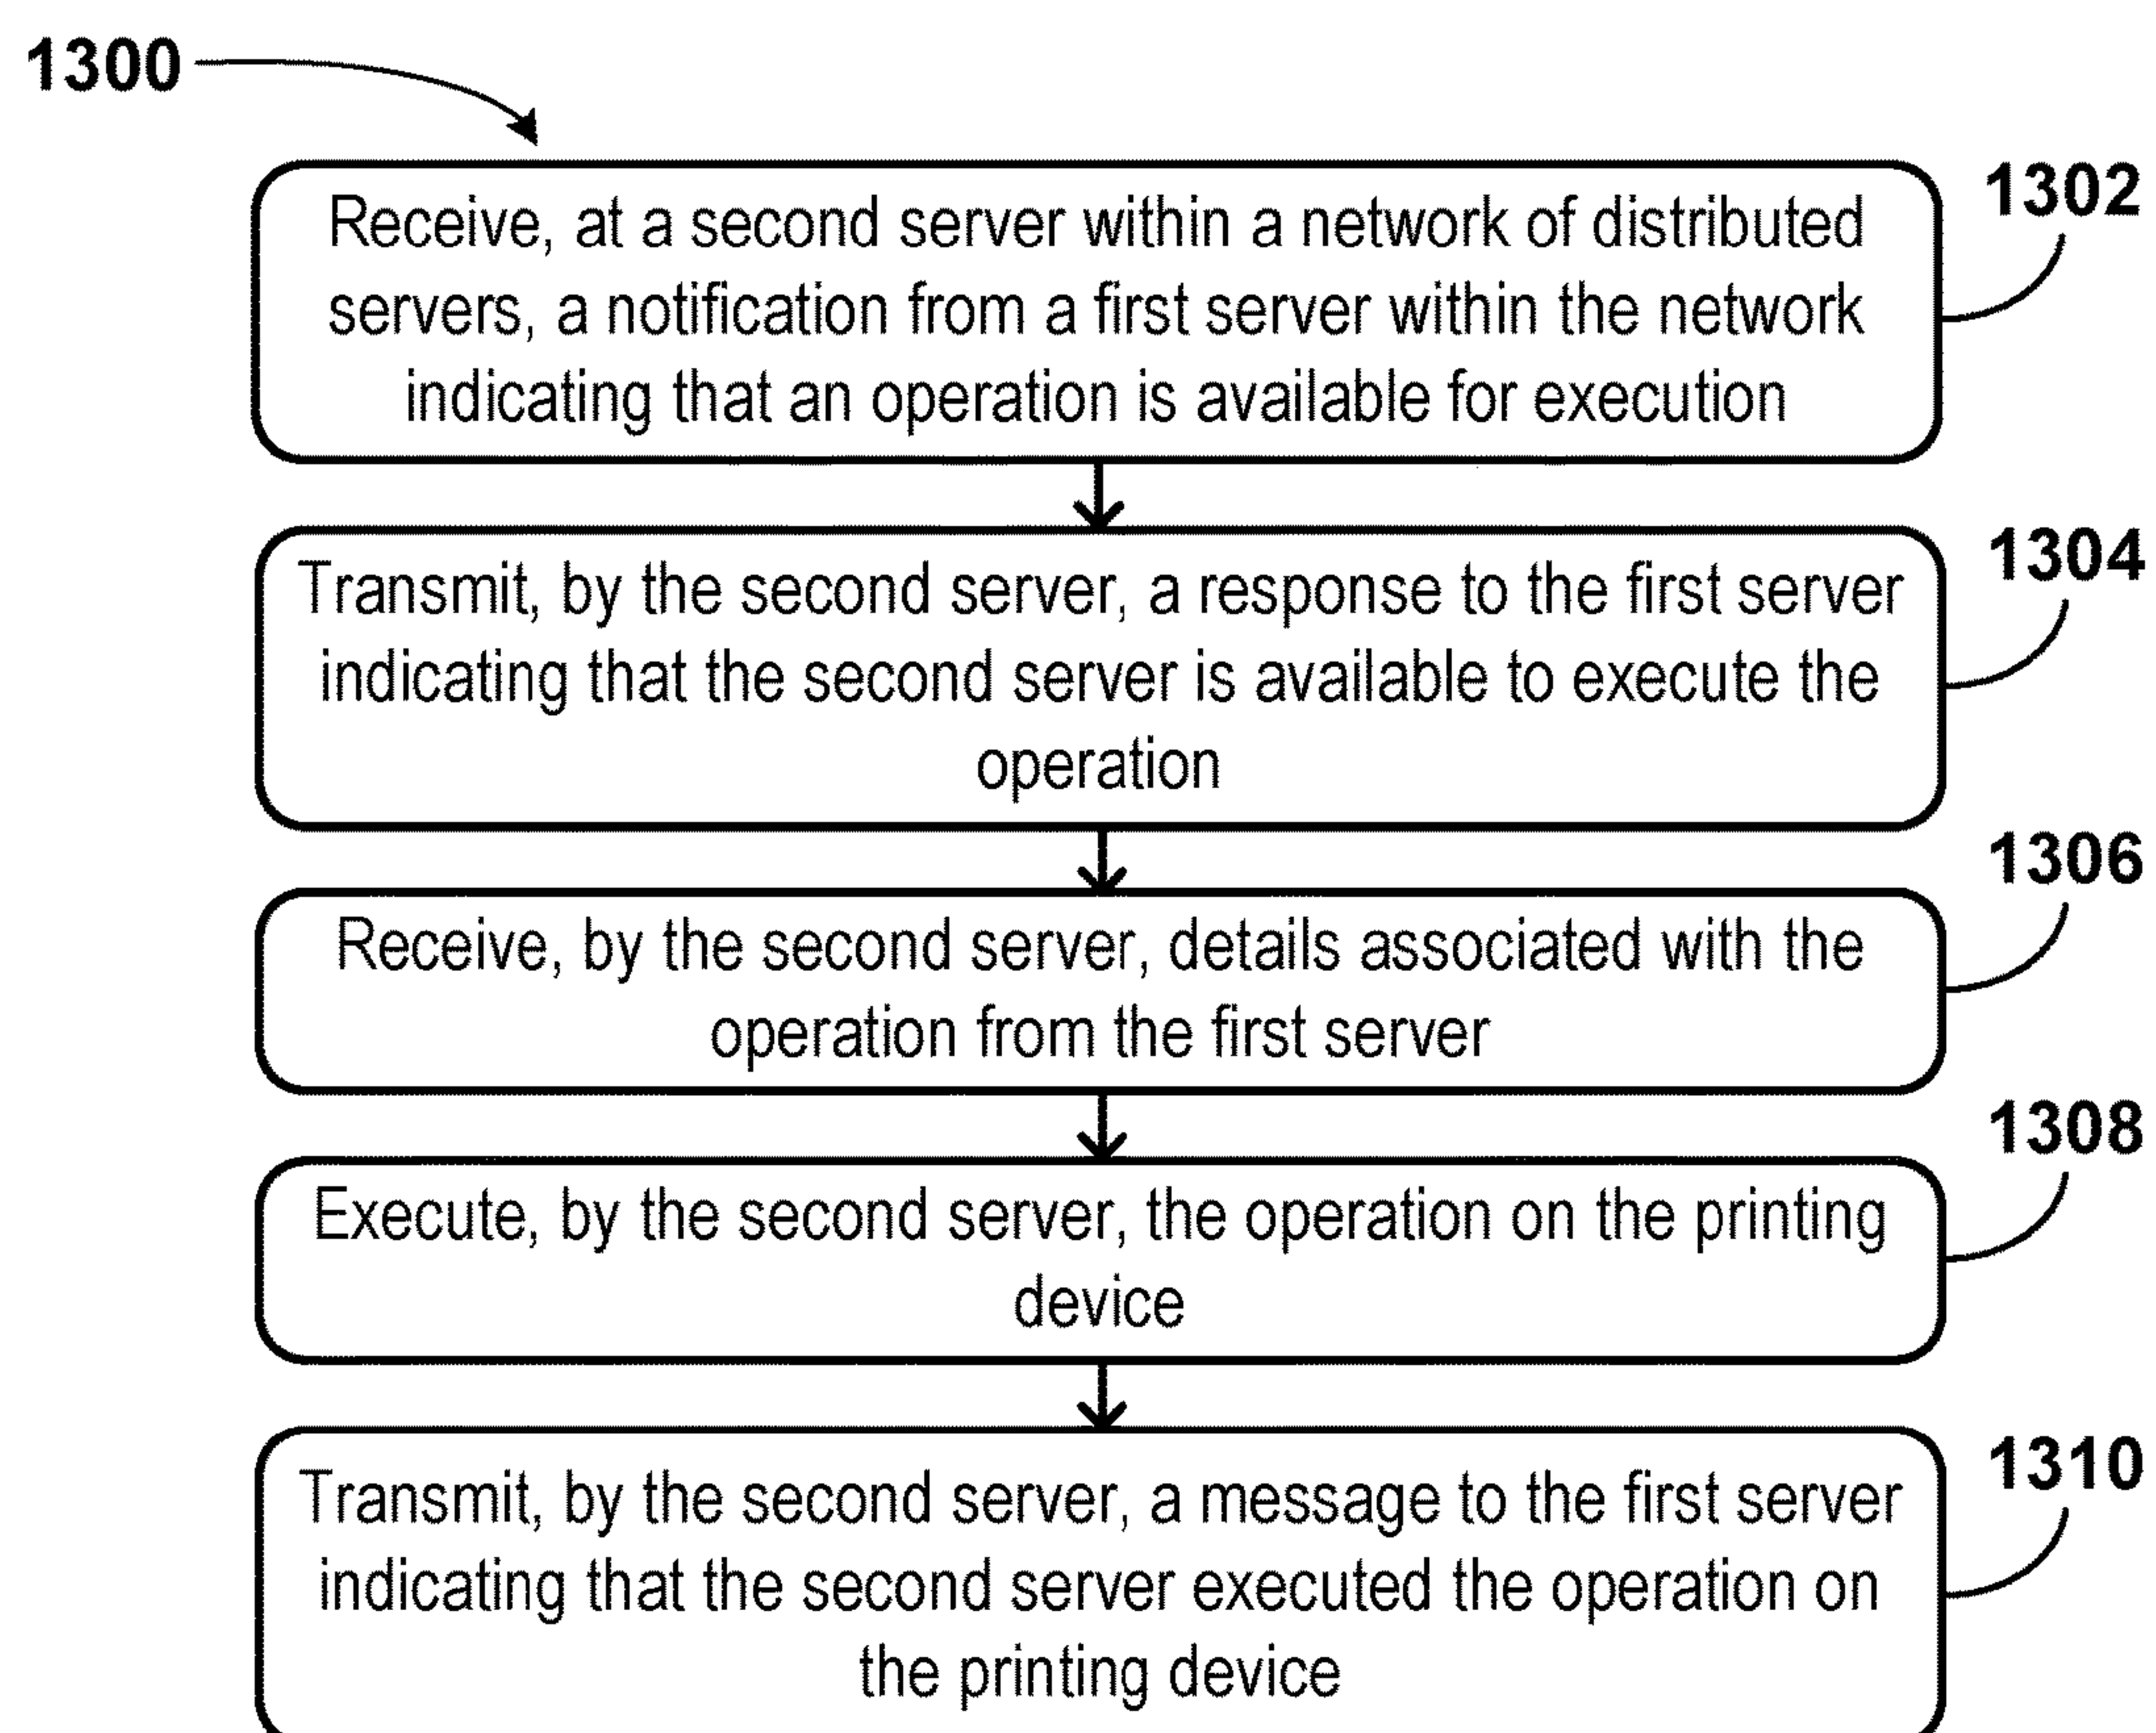 1300
1302
Receive, at a second server within a network of distributed
servers, a notification from a first server within the network
indicating that an operation is available for execution
1304
Transmit, by the second server, a response to the first server
indicating that the second server is available to execute the
operation
1306
Receive, by the second server, details associated with the
operation from the first server
1308
Execute, by the second server, the operation on the printing
device
1310
Transmit, by the second server, a message to the first server
indicating that the second server executed the operation on
the printing device